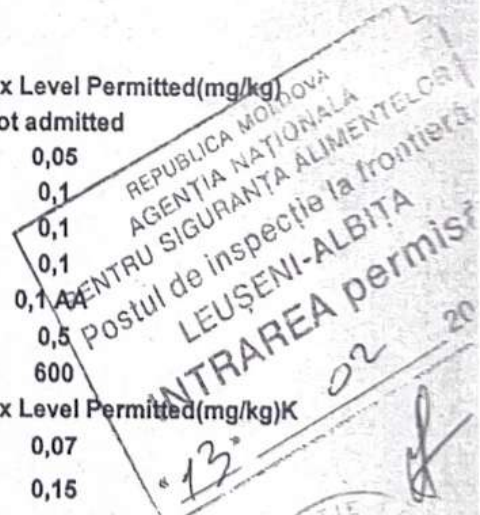 x Level Permitted(mg/kg)
ot admitted
0,05
0,1
0,1
0,1
0,1 AA
0,5
600
x Level Permitted(mg/kg)K
0,07
0,15
REPUBLICA MOLDOVA
AGENȚIA NAȚIONALĂ
PENTRU SIGURANȚA ALIMENTELOR
Postul de inspecție la frontieră
LEUȘENI-ALBIȚA
INTRAREA permisă
"13" 02 20